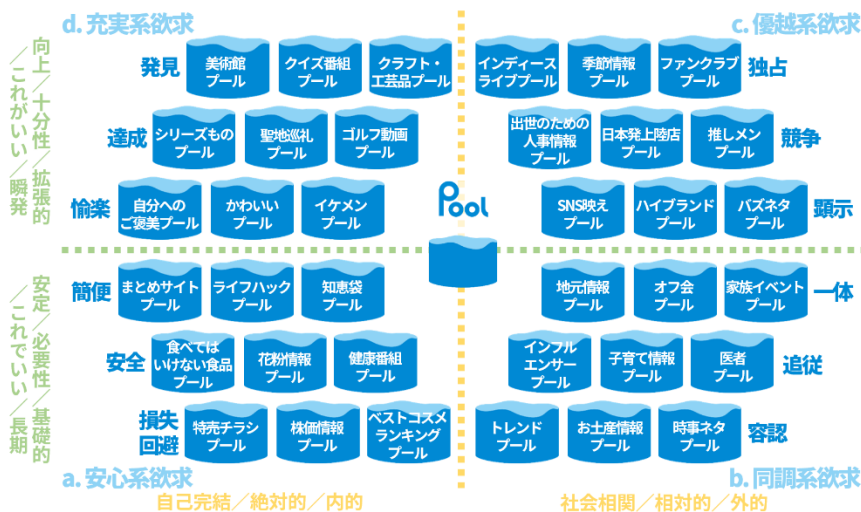 d. 充実系欲求
c. 優越系欲求
向上／十分性／拡張的
／これがいい／瞬発
発見
美術館
プール
クイズ番組
プール
クラフト・
工芸品プール
インディース
ライブプール
季節情報
プール
ファンクラブ
プール
独占
達成
シリーズもの
プール
聖地巡礼
プール
ゴルフ動画
プール
出世のための
人事情報
プール
日本発上陸店
プール
推しメン
プール
競争
愉楽
自分への
ご褒美プール
かわいい
プール
イケメン
プール
Pool
SNS映え
プール
ハイブランド
プール
バズネタ
プール
顕示
安定／必要性／基礎的
／これでいい／長期
簡便
まとめサイト
プール
ライフハック
プール
知恵袋
プール
地元情報
プール
オフ会
プール
家族イベント
プール
一体
安全
食べては
いけない食品
プール
花粉情報
プール
健康番組
プール
インフル
エンサー
プール
子育て情報
プール
医者
プール
追従
損失
回避
特売チラシ
プール
株価情報
プール
ベストコスメ
ランキング
プール
トレンド
プール
お土産情報
プール
時事ネタ
プール
容認
a. 安心系欲求
b. 同調系欲求
自己完結／絶対的／内的
社会相関／相対的／外的